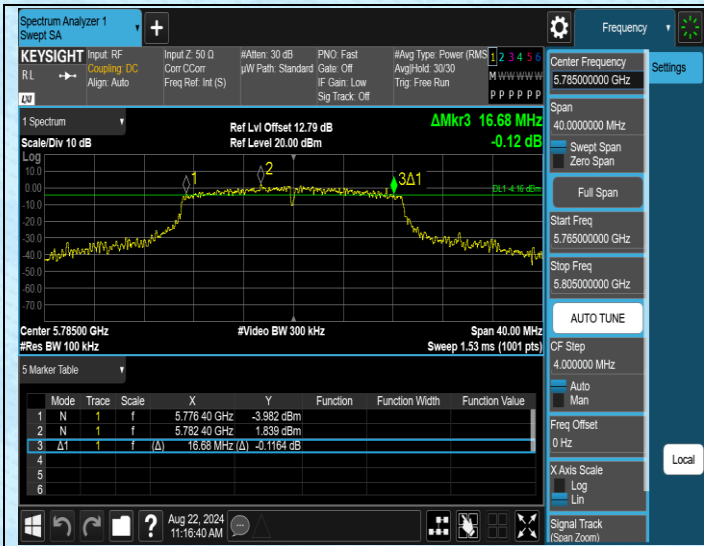 Spectrum Analyzer 1
Swept SA
Frequency
KEYSIGHT
R L
LXI
Input: RF
Coupling: DC
Align: Auto
Input Z: 50 Ω
Corr CCorr
Freq Ref: Int (S)
#Atten: 30 dB
µW Path: Standard
PNO: Fast
Gate: Off
IF Gain: Low
Sig Track: Off
#Avg Type: Power (RMS
Avg|Hold: 30/30
Trig: Free Run
1 2 3 4 5 6
M W W W W W
P P P P P P
Center Frequency
5.785000000 GHz
Settings
Span
40.0000000 MHz
Swept Span
Zero Span
Full Span
Start Freq
5.765000000 GHz
Stop Freq
5.805000000 GHz
AUTO TUNE
CF Step
4.000000 MHz
Auto
Man
Freq Offset
0 Hz
X Axis Scale
Log
Lin
Signal Track
(Span Zoom)
Local
1 Spectrum
Scale/Div 10 dB
Ref Lvl Offset 12.79 dB
Ref Level 20.00 dBm
ΔMkr3 16.68 MHz
-0.12 dB
Log
10.0
0.00
-10.0
-20.0
-30.0
-40.0
-50.0
-60.0
-70.0
1
2
3Δ1
DL1 -4.16 dBm
Center 5.78500 GHz
#Res BW 100 kHz
#Video BW 300 kHz
Span 40.00 MHz
Sweep 1.53 ms (1001 pts)
5 Marker Table
Mode Trace Scale X Y Function Function Width Function Value
1 N 1 f 5.776 40 GHz -3.982 dBm
2 N 1 f 5.782 40 GHz 1.839 dBm
3 Δ1 1 f (Δ) 16.68 MHz (Δ) -0.1164 dB
4
5
6
Aug 22, 2024
11:16:40 AM